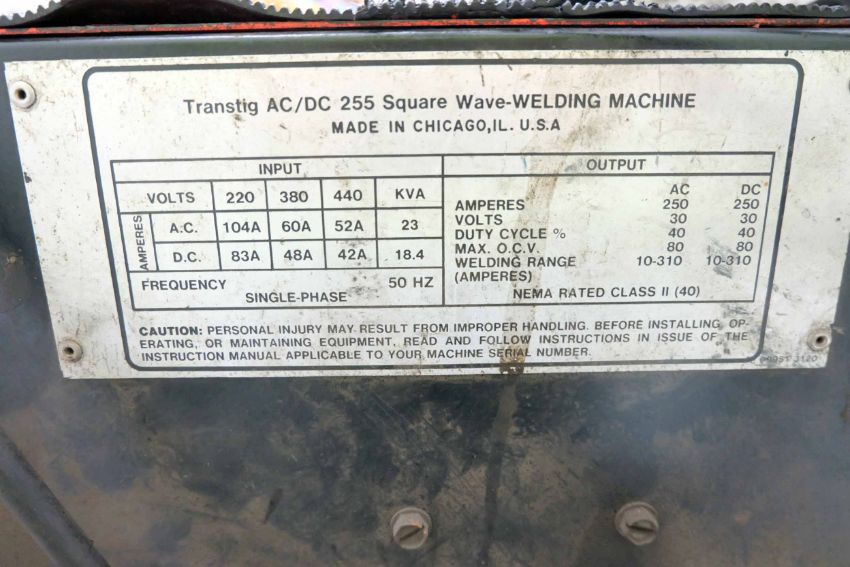 Transtig AC/DC 255 Square Wave-WELDING MACHINE
MADE IN CHICAGO,IL. U.S.A
INPUT
VOLTS 220 380 440 KVA
AMPERES
A.C. 104A 60A 52A 23
D.C. 83A 48A 42A 18.4
FREQUENCY 50 HZ
SINGLE-PHASE
OUTPUT
AC DC
AMPERES 250 250
VOLTS 30 30
DUTY CYCLE % 40 40
MAX. O.C.V. 80 80
WELDING RANGE 10-310 10-310
(AMPERES)
NEMA RATED CLASS II (40)
CAUTION: PERSONAL INJURY MAY RESULT FROM IMPROPER HANDLING. BEFORE INSTALLING, OP-
ERATING, OR MAINTAINING EQUIPMENT, READ AND FOLLOW INSTRUCTIONS IN ISSUE OF THE
INSTRUCTION MANUAL APPLICABLE TO YOUR MACHINE SERIAL NUMBER.